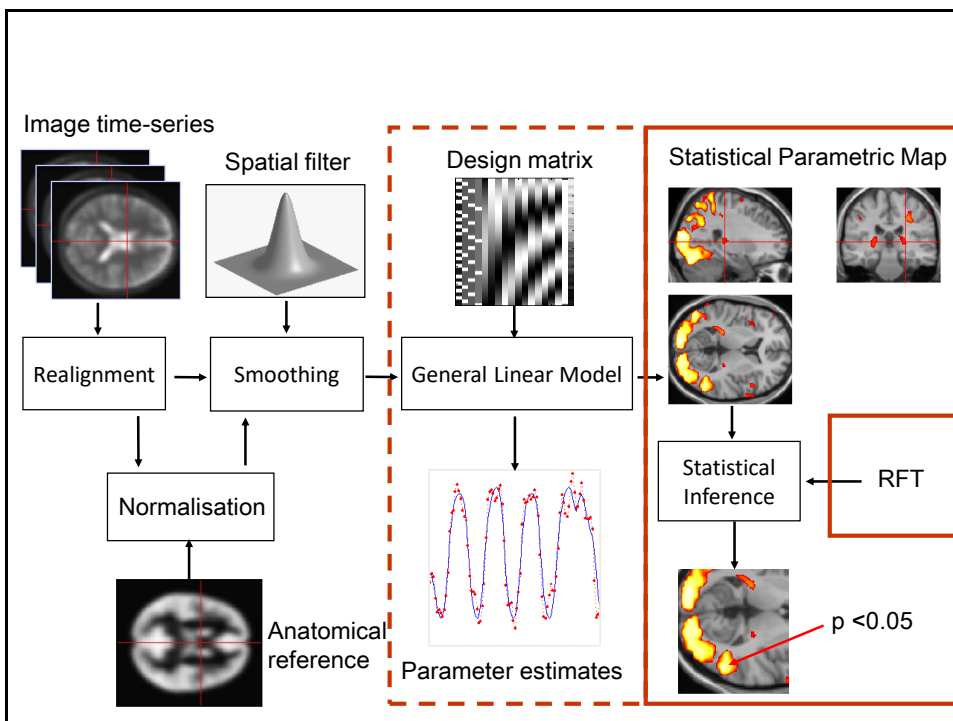 Image time-series
Spatial filter
Design matrix
Statistical Parametric Map
Realignment
Smoothing
General Linear Model
Statistical
Inference
RFT
Normalisation
Anatomical
reference
Parameter estimates
p <0.05